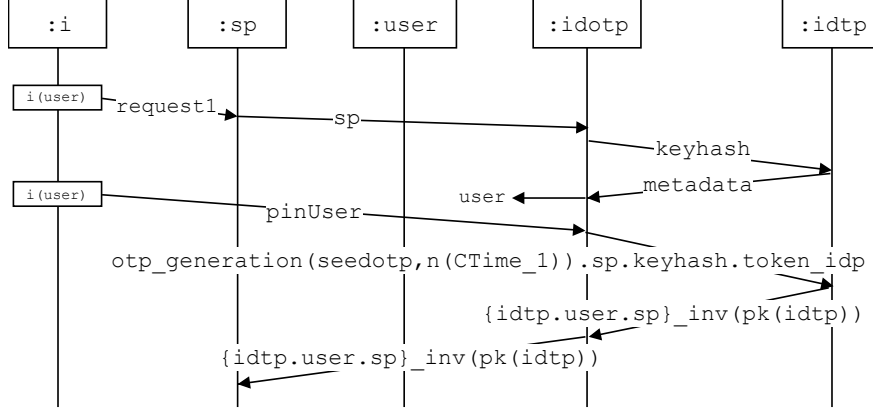 :i :sp :user :idotp :idtp
i(user)
request1
sp
keyhash
metadata
user
i(user)
pinUser
otp_generation(seedotp,n(CTime_1)).sp.keyhash.token_idp
{idtp.user.sp}_inv(pk(idtp))
{idtp.user.sp}_inv(pk(idtp))